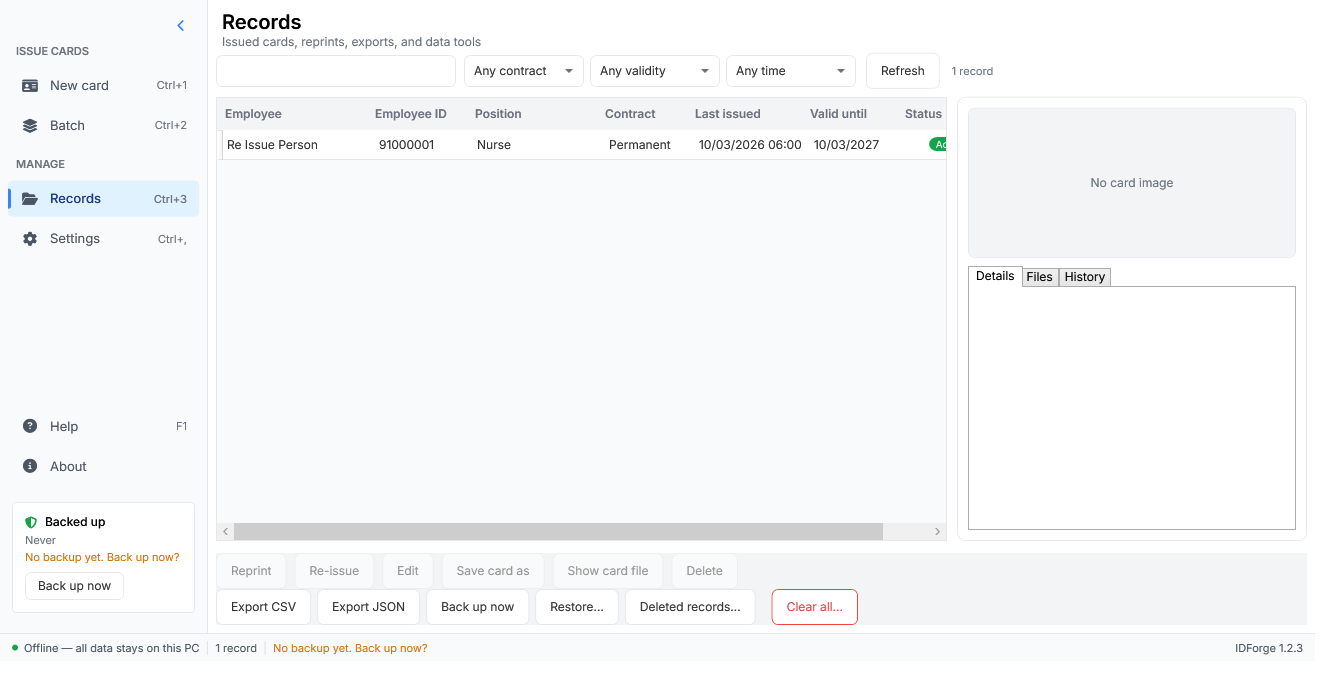 ISSUE CARDS
New card Ctrl+1
Batch Ctrl+2
MANAGE
Records Ctrl+3
Settings Ctrl+,
Help F1
About
Backed up
Never
No backup yet. Back up now?
Back up now
Records
Issued cards, reprints, exports, and data tools
Any contract Any validity Any time Refresh 1 record
Employee Employee ID Position Contract Last issued Valid until Status
Re Issue Person 91000001 Nurse Permanent 10/03/2026 06:00 10/03/2027 Ac
No card image
Details Files History
Reprint Re-issue Edit Save card as Show card file Delete
Export CSV Export JSON Back up now Restore... Deleted records... Clear all...
Offline — all data stays on this PC 1 record No backup yet. Back up now? IDForge 1.2.3